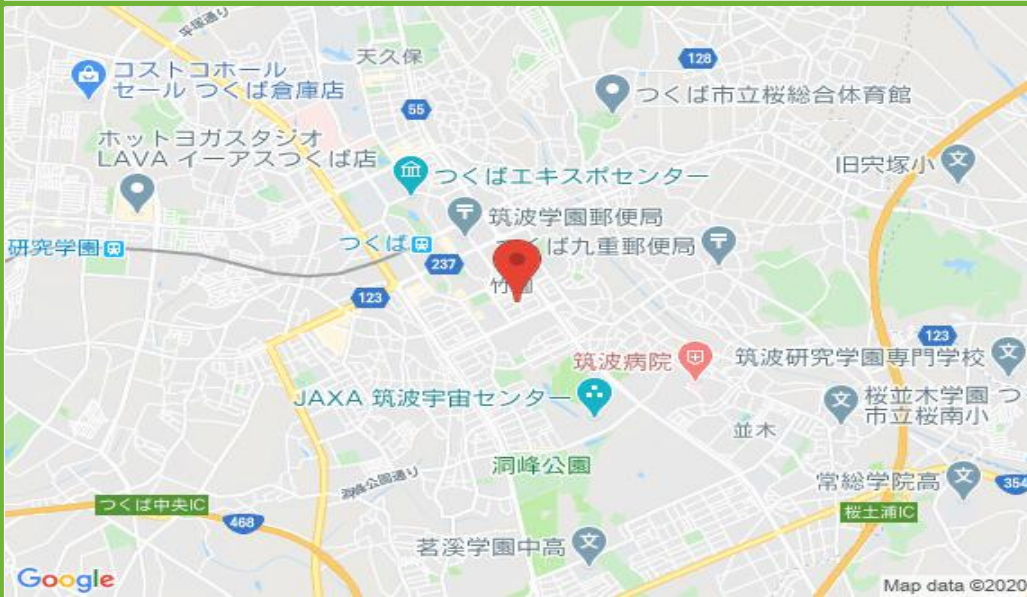 平塚通り
天久保
128
コストコホール
セール つくば倉庫店
55
つくば市立桜総合体育館
ホットヨガスタジオ
LAVA イーアスつくば店
つくばエキスポセンター
旧宍塚小
筑波学園郵便局
研究学園
つくば
つくば九重郵便局
237
竹園
123
123
筑波病院
筑波研究学園専門学校
JAXA 筑波宇宙センター
桜並木学園 つ
市立桜南小
並木
洞峰公園
洞峰公園通り
常総学院高
354
つくば中央IC
468
桜土浦IC
茗溪学園中高
Google
Map data ©2020